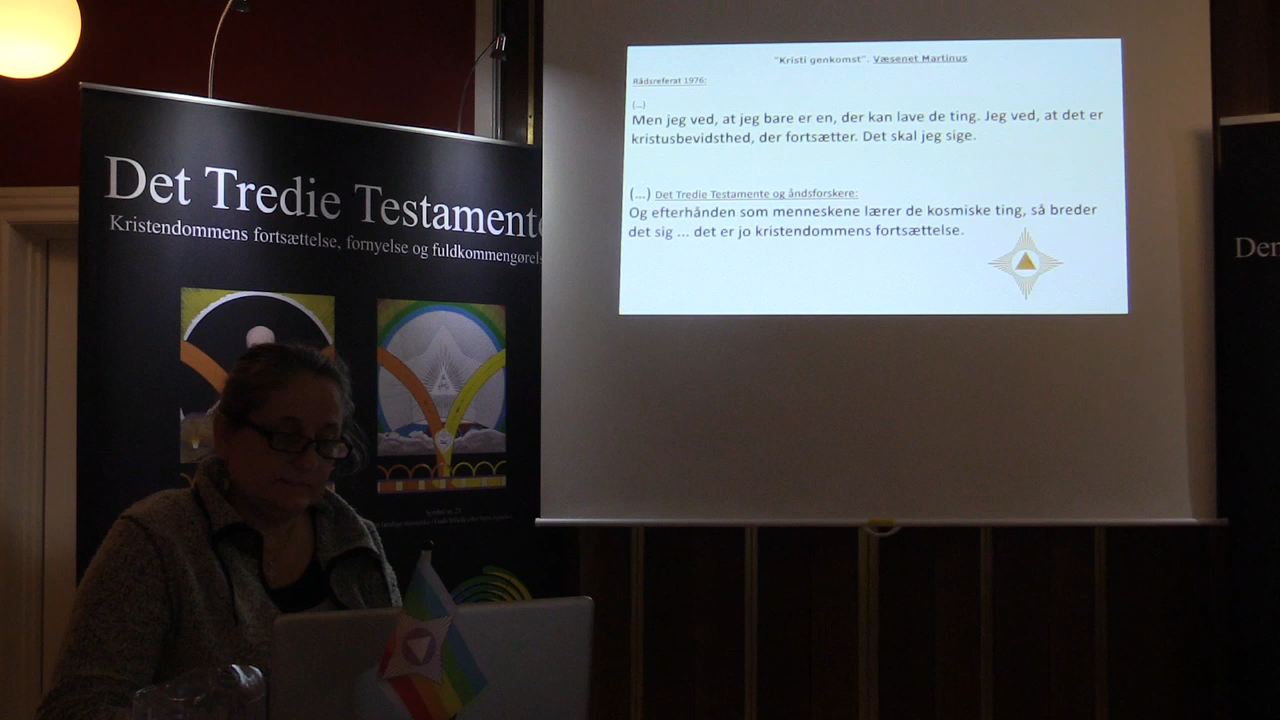 Det Tredie Testament
Kristendommens fortsættelse, fornyelse og fuldkommengørels
"Kristi genkomst". Væsenet Martinus
Rådsreferat 1976:
(...)
Men jeg ved, at jeg bare er en, der kan lave de ting. Jeg ved, at det er
kristusbevidsthed, der fortsætter. Det skal jeg sige.
(...) Det Tredie Testamente og åndsforskere:
Og efterhånden som menneskene lærer de kosmiske ting, så breder
det sig ... det er jo kristendommens fortsættelse.
Der